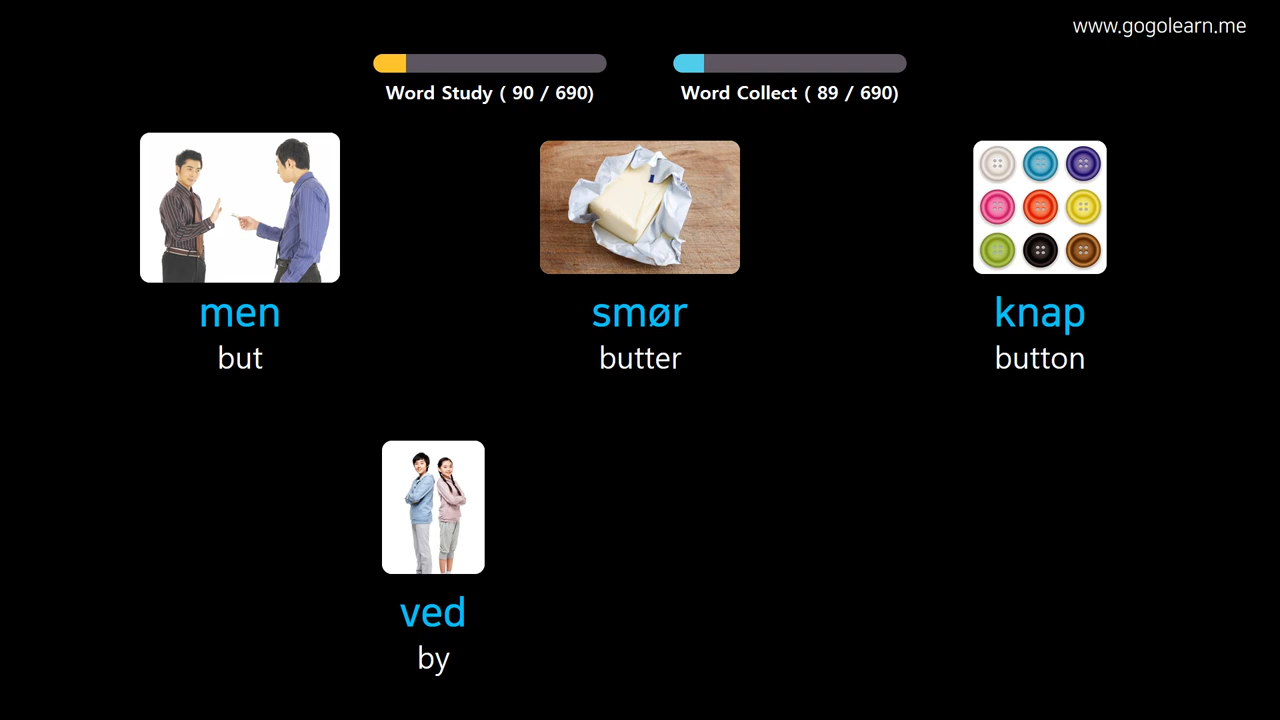 www.gogolearn.me
Word Study ( 90 / 690)
Word Collect ( 89 / 690)
men
but
smør
butter
knap
button
ved
by